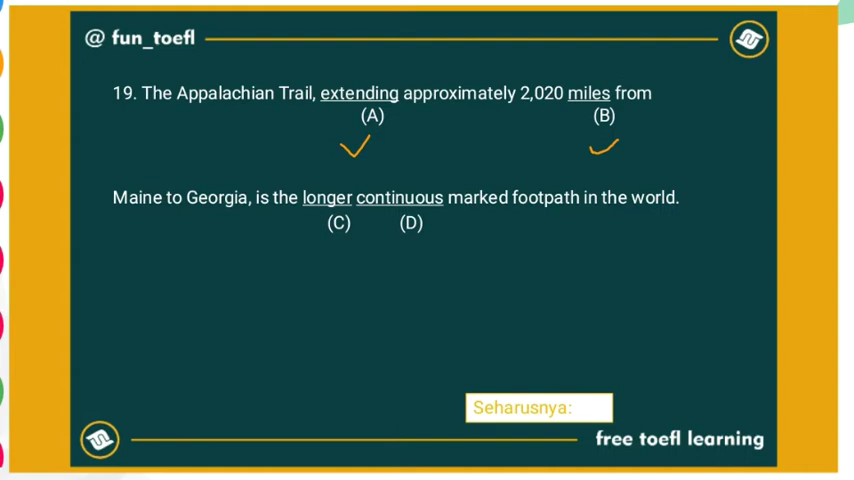 @ fun_toefl
19. The Appalachian Trail, extending approximately 2,020 miles from
(A) (B)
Maine to Georgia, is the longer continuous marked footpath in the world.
(C) (D)
Seharusnya:
free toefl learning